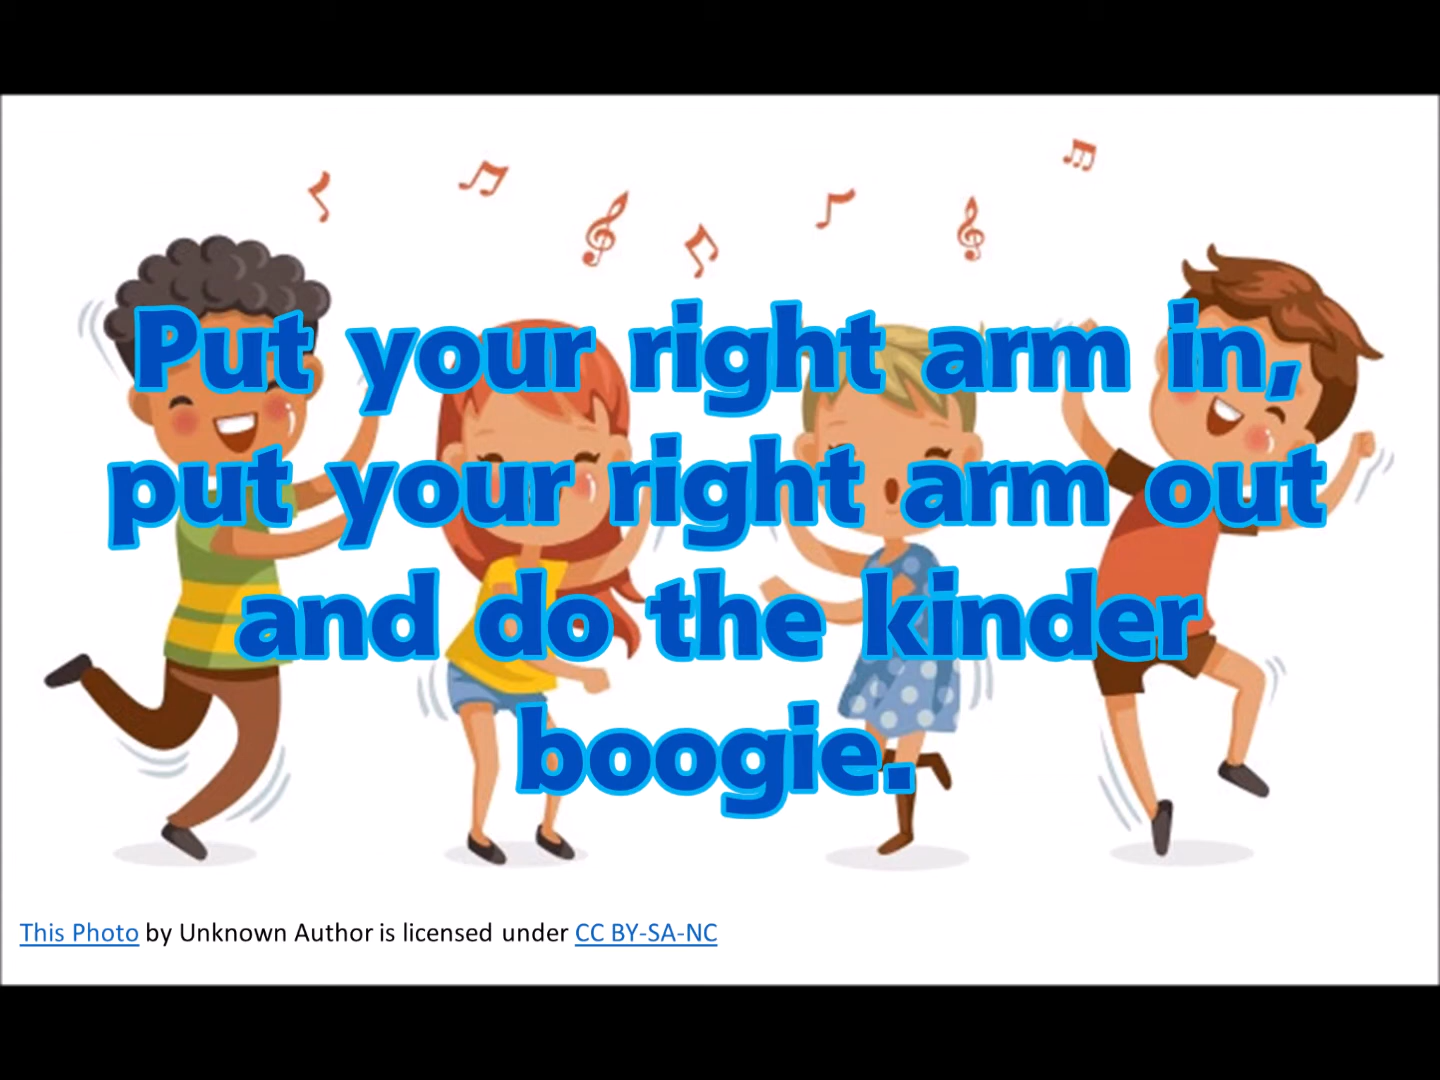 Put your right arm in,
put your right arm out
and do the kinder
boogie.
This Photo by Unknown Author is licensed under CC BY-SA-NC